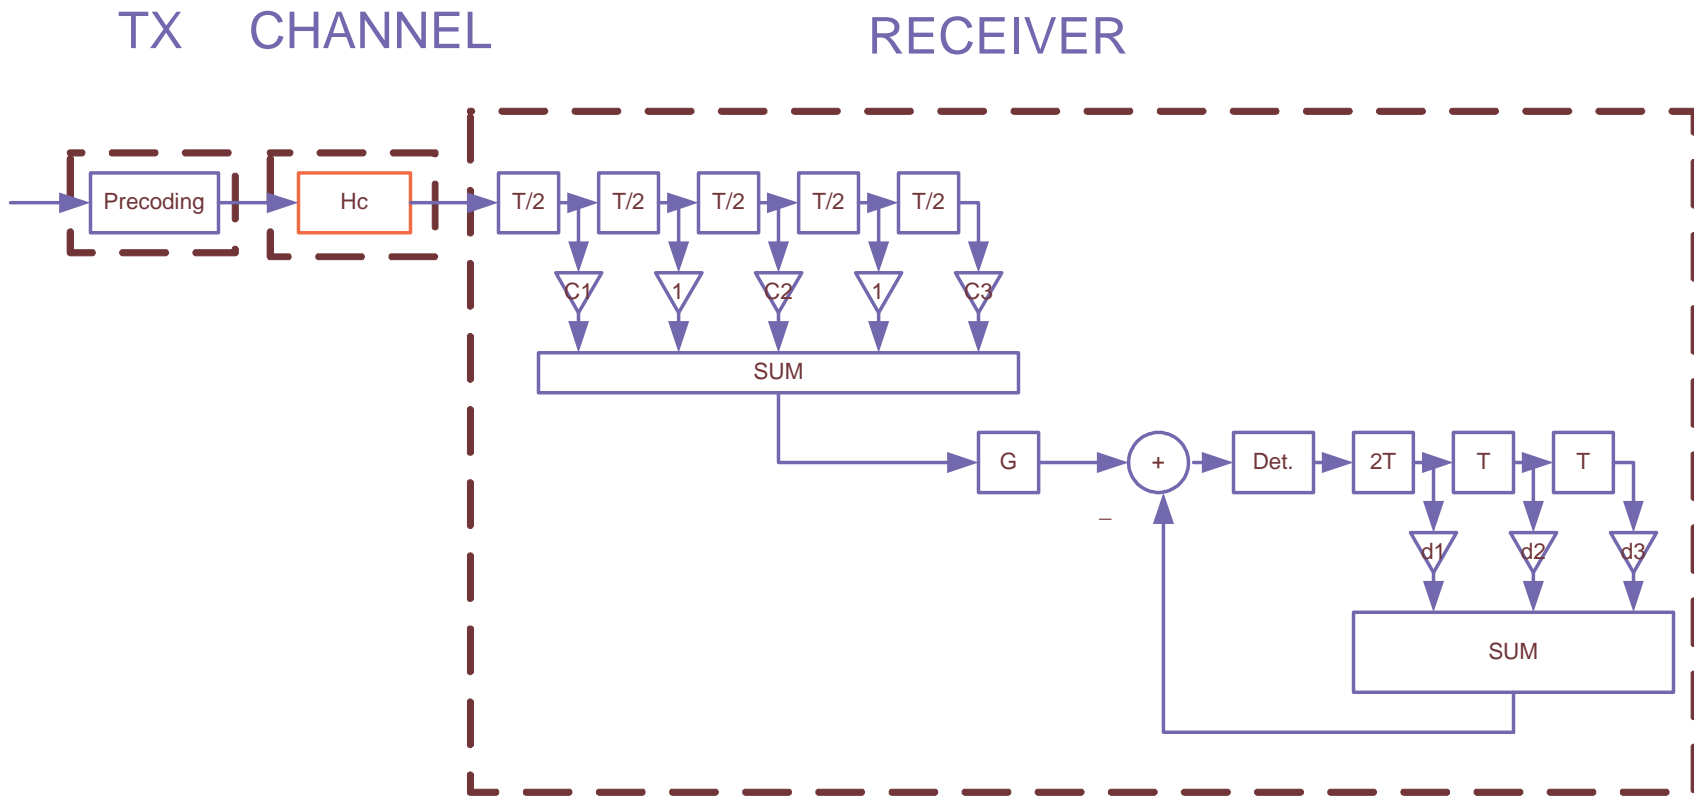 TX CHANNEL RECEIVER
Precoding Hc T/2 T/2 T/2 T/2 T/2
C1 1 C2 1 C3
SUM
G + Det. 2T T T
–
d1 d2 d3
SUM